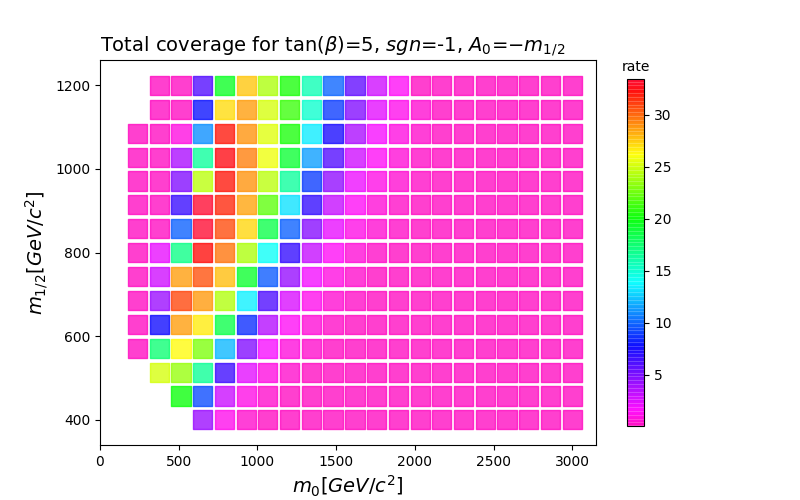 Total coverage for tan(β)=5, sgn=-1, A₀=−m₁/₂
rate
1200
1000
800
600
400
m₁/₂[GeV/c²]
0 500 1000 1500 2000 2500 3000
m₀[GeV/c²]
30
25
20
15
10
5